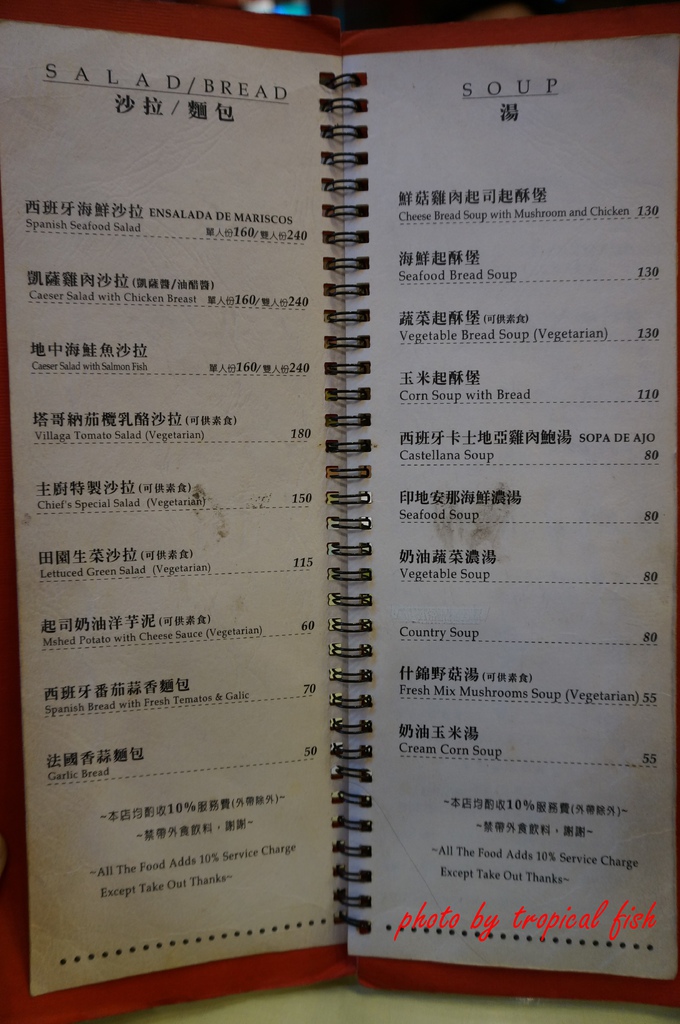 SALAD/BREAD
沙拉/麵包
西班牙海鮮沙拉 ENSALADA DE MARISCOS
Spanish Seafood Salad 單人份160/雙人份240
凱薩雞肉沙拉(凱薩醬/油醋醬)
Caeser Salad with Chicken Breast 單人份160/雙人份240
地中海鮭魚沙拉
Caeser Salad with Salmon Fish 單人份160/雙人份240
塔哥納茄欖乳酪沙拉(可供素食)
Villaga Tomato Salad (Vegetarian) 180
主廚特製沙拉(可供素食)
Chief's Special Salad (Vegetarian) 150
田園生菜沙拉(可供素食)
Lettuced Green Salad (Vegetarian) 115
起司奶油洋芋泥(可供素食)
Mshed Potato with Cheese Sauce (Vegetarian) 60
西班牙番茄蒜香麵包
Spanish Bread with Fresh Tematos & Galic 70
法國香蒜麵包
Garlic Bread 50
~本店均酌收10%服務費(外帶除外)~
~禁帶外食飲料，謝謝~
~All The Food Adds 10% Service Charge
Except Take Out Thanks~
SOUP
湯
鮮菇雞肉起司起酥堡
Cheese Bread Soup with Mushroom and Chicken 130
海鮮起酥堡
Seafood Bread Soup 130
蔬菜起酥堡(可供素食)
Vegetable Bread Soup (Vegetarian) 130
玉米起酥堡
Corn Soup with Bread 110
西班牙卡士地亞雞肉鮑湯 SOPA DE AJO
Castellana Soup 80
印地安那海鮮濃湯
Seafood Soup 80
奶油蔬菜濃湯
Vegetable Soup 80
Country Soup 80
什錦野菇湯(可供素食)
Fresh Mix Mushrooms Soup (Vegetarian) 55
奶油玉米湯
Cream Corn Soup 55
~本店均酌收10%服務費(外帶除外)~
~禁帶外食飲料，謝謝~
~All The Food Adds 10% Service Charge
Except Take Out Thanks~
photo by tropical fish